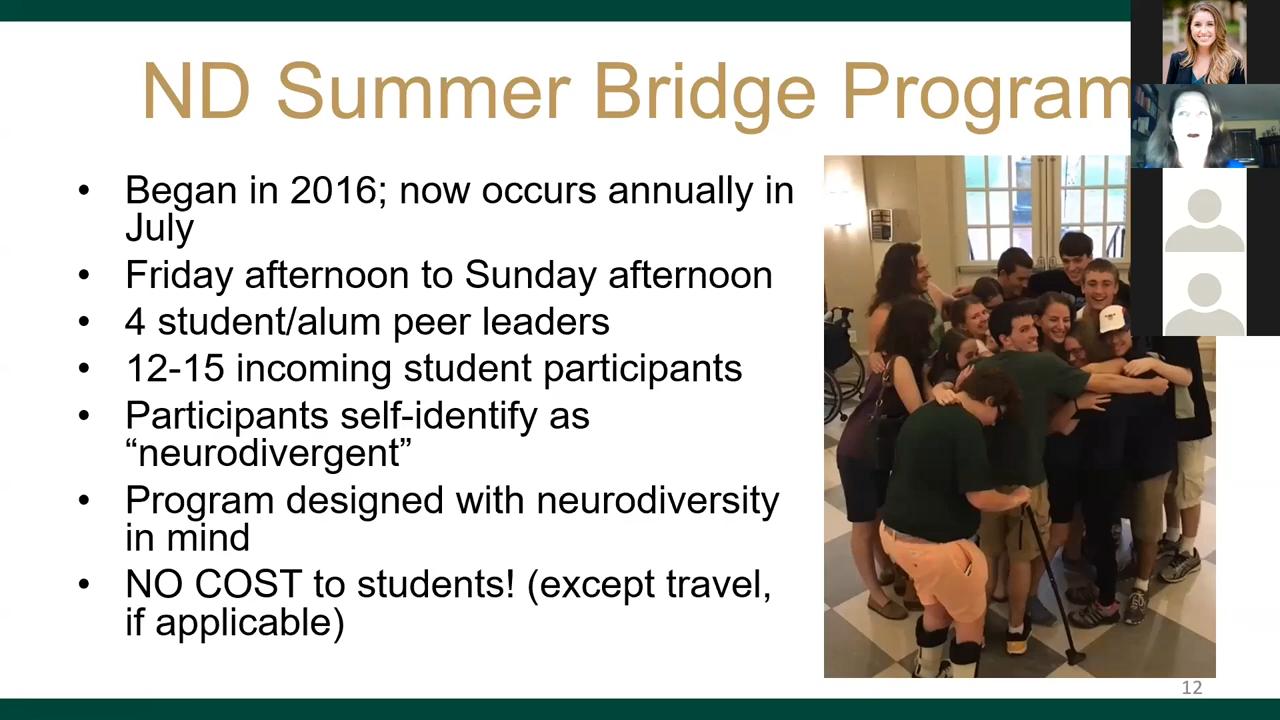 ND Summer Bridge Program
• Began in 2016; now occurs annually in
July
• Friday afternoon to Sunday afternoon
• 4 student/alum peer leaders
• 12-15 incoming student participants
• Participants self-identify as
“neurodivergent”
• Program designed with neurodiversity
in mind
• NO COST to students! (except travel,
if applicable)
12